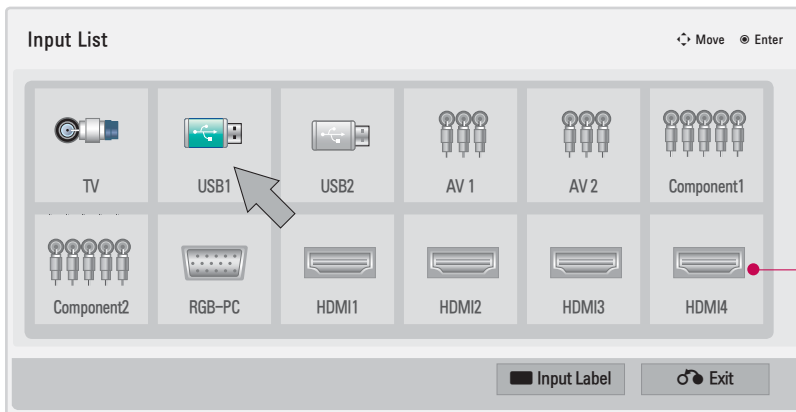 Input List
Move Enter
TV USB1 USB2 AV 1 AV 2 Component1
Component2 RGB-PC HDMI1 HDMI2 HDMI3 HDMI4
Input Label Exit